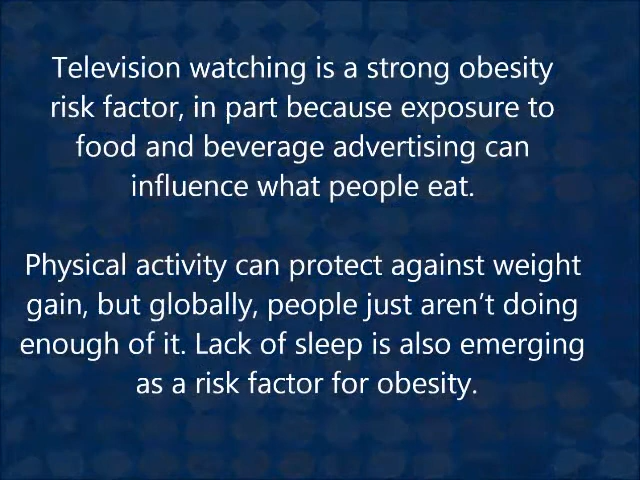 Television watching is a strong obesity
risk factor, in part because exposure to
food and beverage advertising can
influence what people eat.
Physical activity can protect against weight
gain, but globally, people just aren’t doing
enough of it. Lack of sleep is also emerging
as a risk factor for obesity.